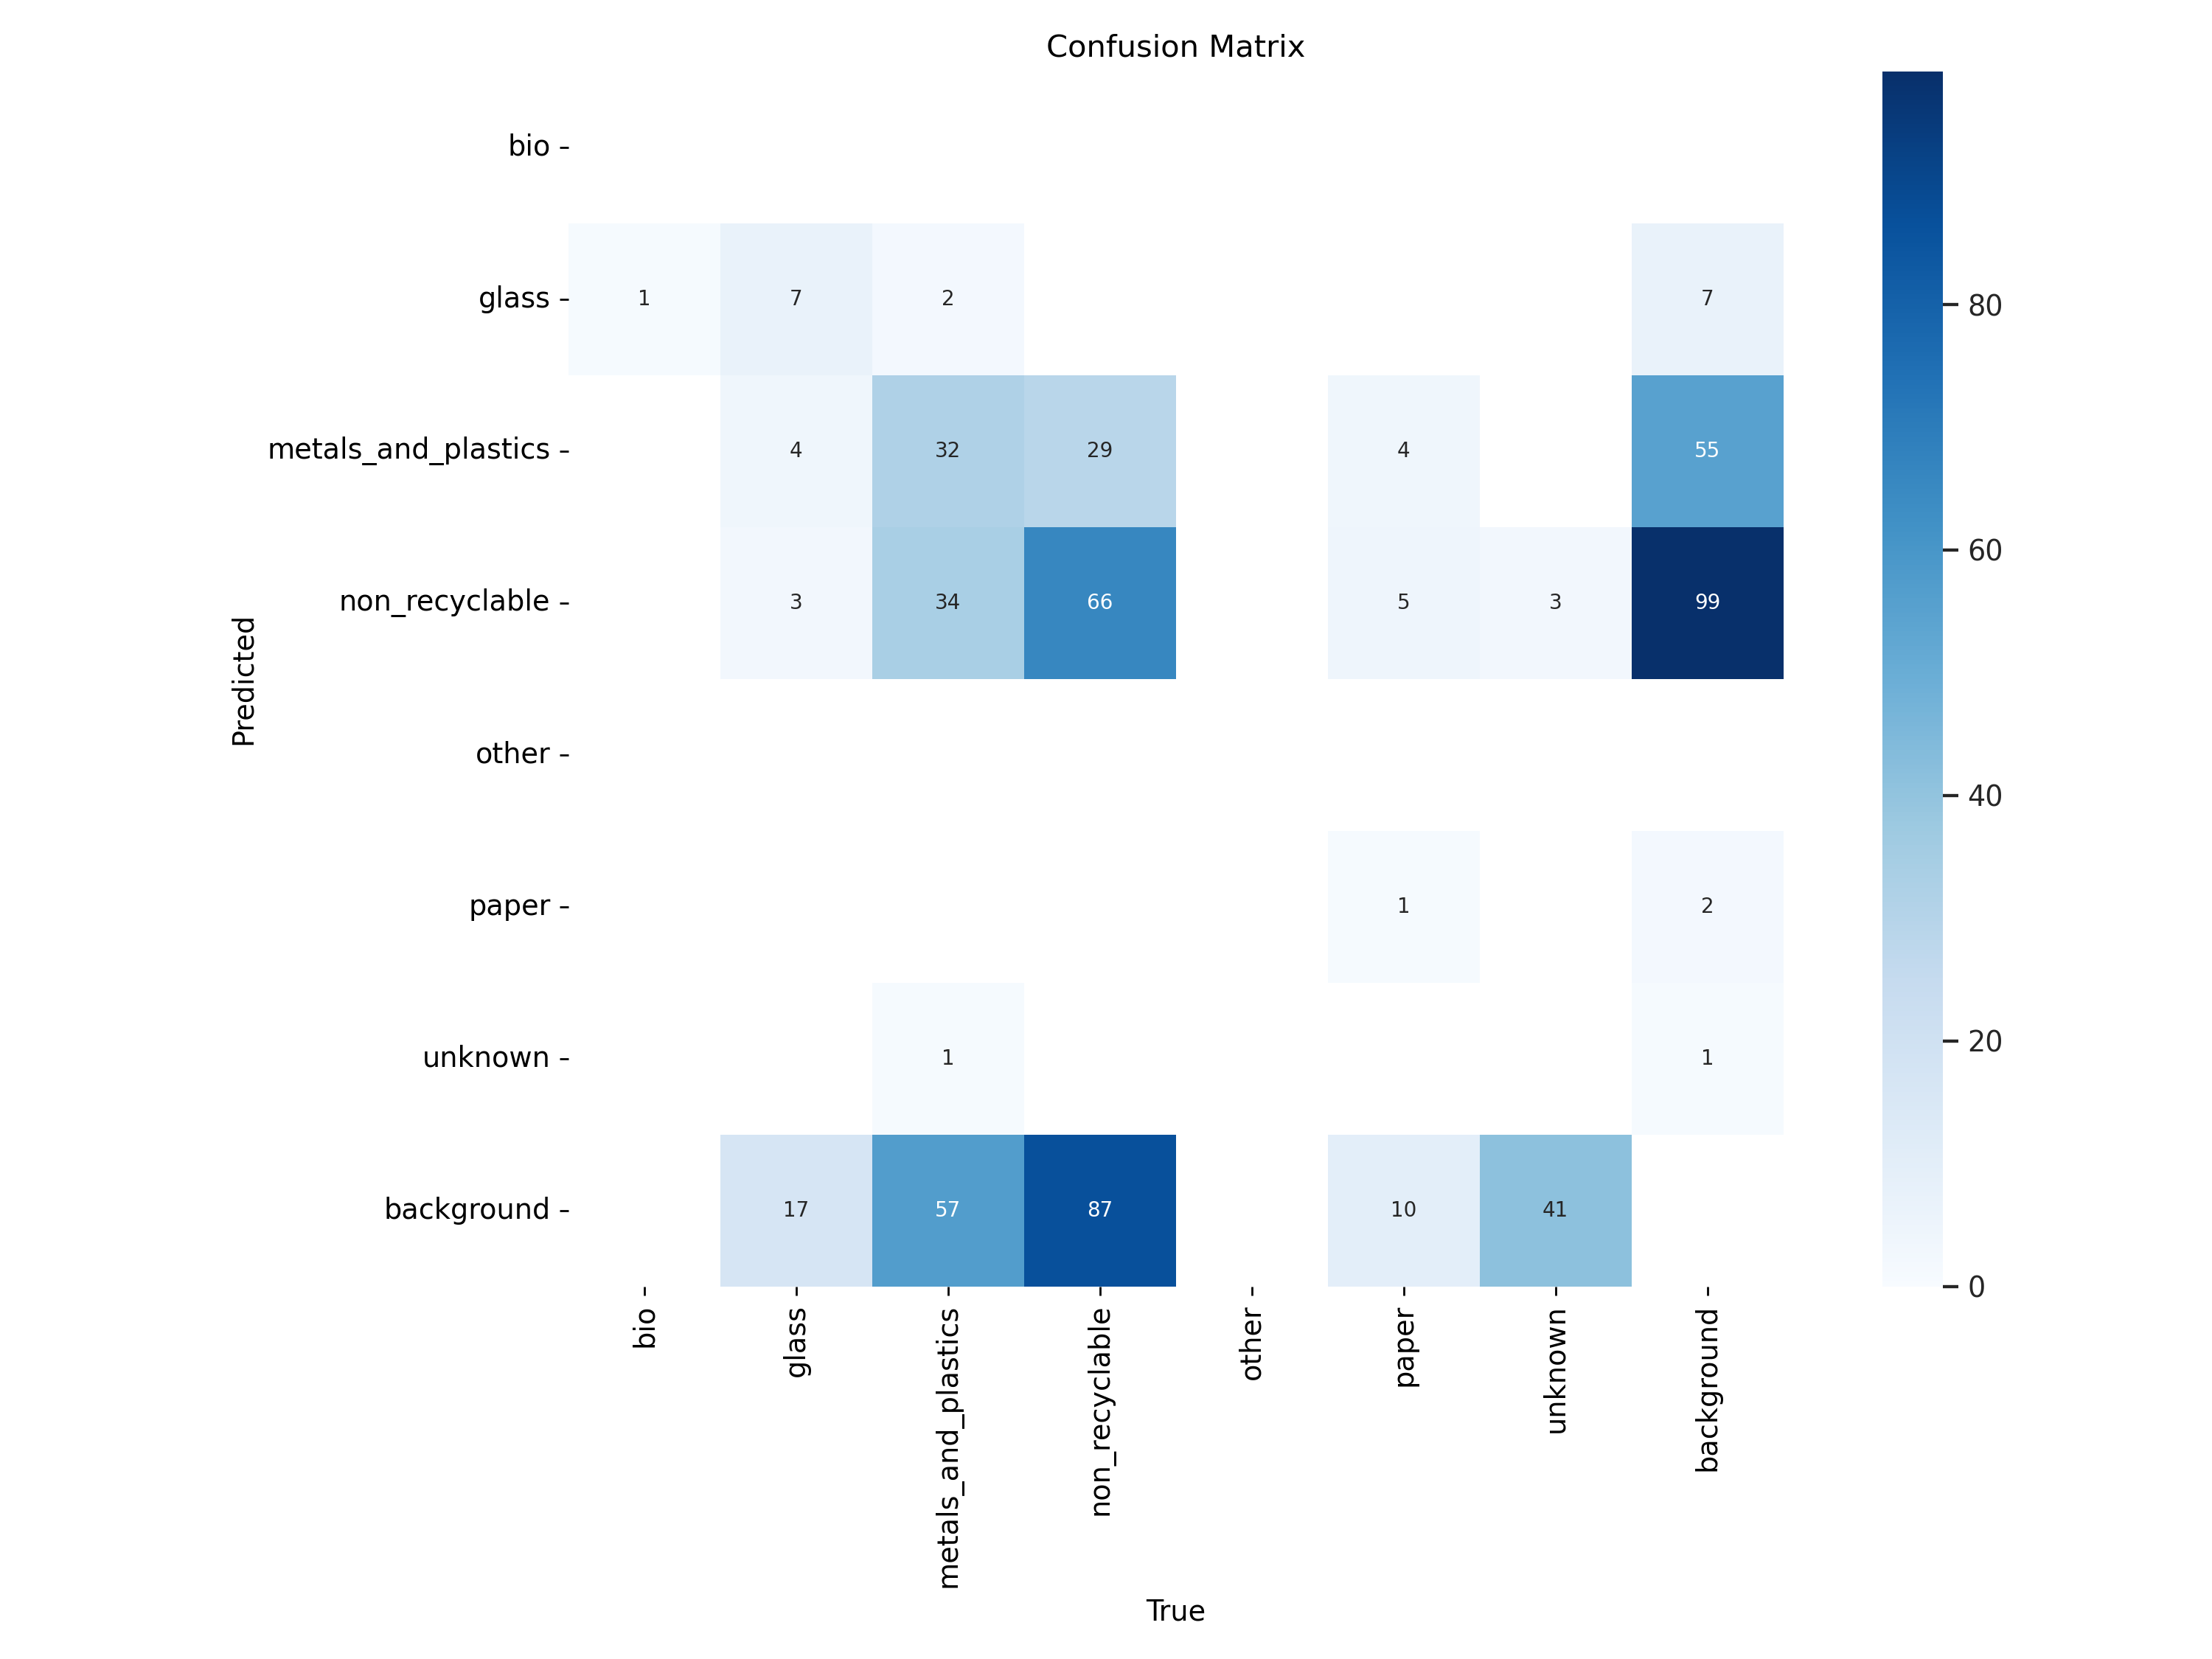 Confusion Matrix
bio
glass 1 7 2 7
metals_and_plastics 4 32 29 4 55
non_recyclable 3 34 66 5 3 99
other
paper 1 2
unknown 1 1
background 17 57 87 10 41
Predicted
bio
glass
metals_and_plastics
non_recyclable
other
paper
unknown
background
True
80
60
40
20
0